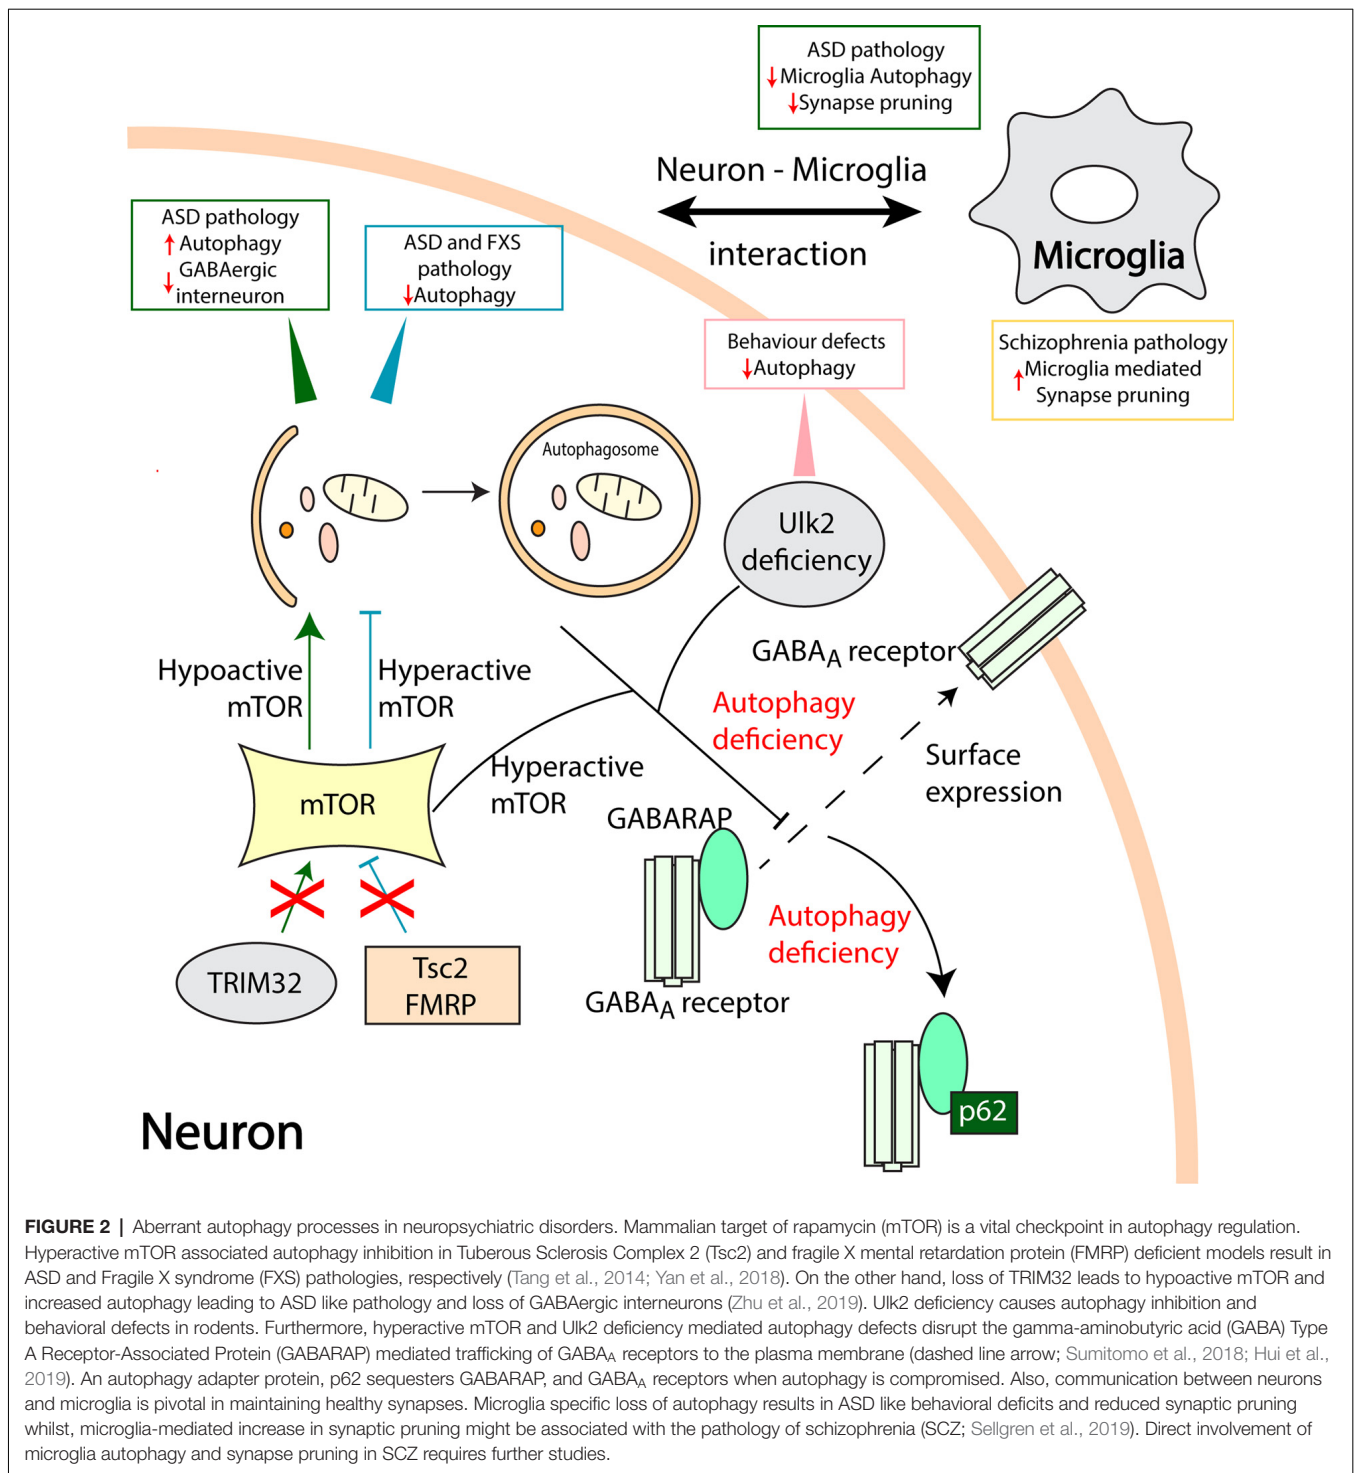 ASD pathology
↓Microglia Autophagy
↓Synapse pruning
Neuron - Microglia
interaction
Microglia
ASD pathology
↑ Autophagy
↓ GABAergic
interneuron
ASD and FXS
pathology
↓Autophagy
Behaviour defects
↓Autophagy
Schizophrenia pathology
↑ Microglia mediated
Synapse pruning
Autophagosome
Ulk2
deficiency
GABAA receptor
Hypoactive
mTOR
Hyperactive
mTOR
Autophagy
deficiency
Surface
expression
Hyperactive
mTOR
mTOR
GABARAP
Autophagy
deficiency
TRIM32
Tsc2
FMRP
GABAA receptor
p62
Neuron
FIGURE 2 | Aberrant autophagy processes in neuropsychiatric disorders. Mammalian target of rapamycin (mTOR) is a vital checkpoint in autophagy regulation.
Hyperactive mTOR associated autophagy inhibition in Tuberous Sclerosis Complex 2 (Tsc2) and fragile X mental retardation protein (FMRP) deficient models result in
ASD and Fragile X syndrome (FXS) pathologies, respectively (Tang et al., 2014; Yan et al., 2018). On the other hand, loss of TRIM32 leads to hypoactive mTOR and
increased autophagy leading to ASD like pathology and loss of GABAergic interneurons (Zhu et al., 2019). Ulk2 deficiency causes autophagy inhibition and
behavioral defects in rodents. Furthermore, hyperactive mTOR and Ulk2 deficiency mediated autophagy defects disrupt the gamma-aminobutyric acid (GABA) Type
A Receptor-Associated Protein (GABARAP) mediated trafficking of GABAA receptors to the plasma membrane (dashed line arrow; Sumitomo et al., 2018; Hui et al.,
2019). An autophagy adapter protein, p62 sequesters GABARAP, and GABAA receptors when autophagy is compromised. Also, communication between neurons
and microglia is pivotal in maintaining healthy synapses. Microglia specific loss of autophagy results in ASD like behavioral deficits and reduced synaptic pruning
whilst, microglia-mediated increase in synaptic pruning might be associated with the pathology of schizophrenia (SCZ; Sellgren et al., 2019). Direct involvement of
microglia autophagy and synapse pruning in SCZ requires further studies.